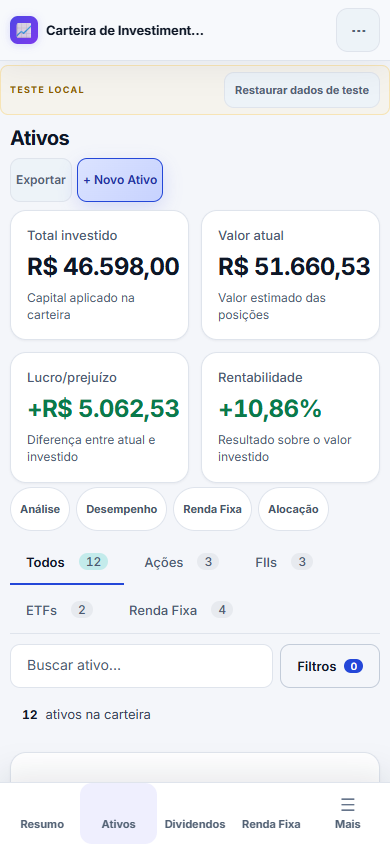 Carteira de Investiment...
TESTE LOCAL
Restaurar dados de teste
Ativos
Exportar
+ Novo Ativo
Total investido
R$ 46.598,00
Capital aplicado na
carteira
Valor atual
R$ 51.660,53
Valor estimado das
posições
Lucro/prejuízo
+R$ 5.062,53
Diferença entre atual e
investido
Rentabilidade
+10,86%
Resultado sobre o valor
investido
Análise
Desempenho
Renda Fixa
Alocação
Todos 12
Ações 3
FIIs 3
ETFs 2
Renda Fixa 4
Buscar ativo...
Filtros 0
12 ativos na carteira
Resumo
Ativos
Dividendos
Renda Fixa
Mais